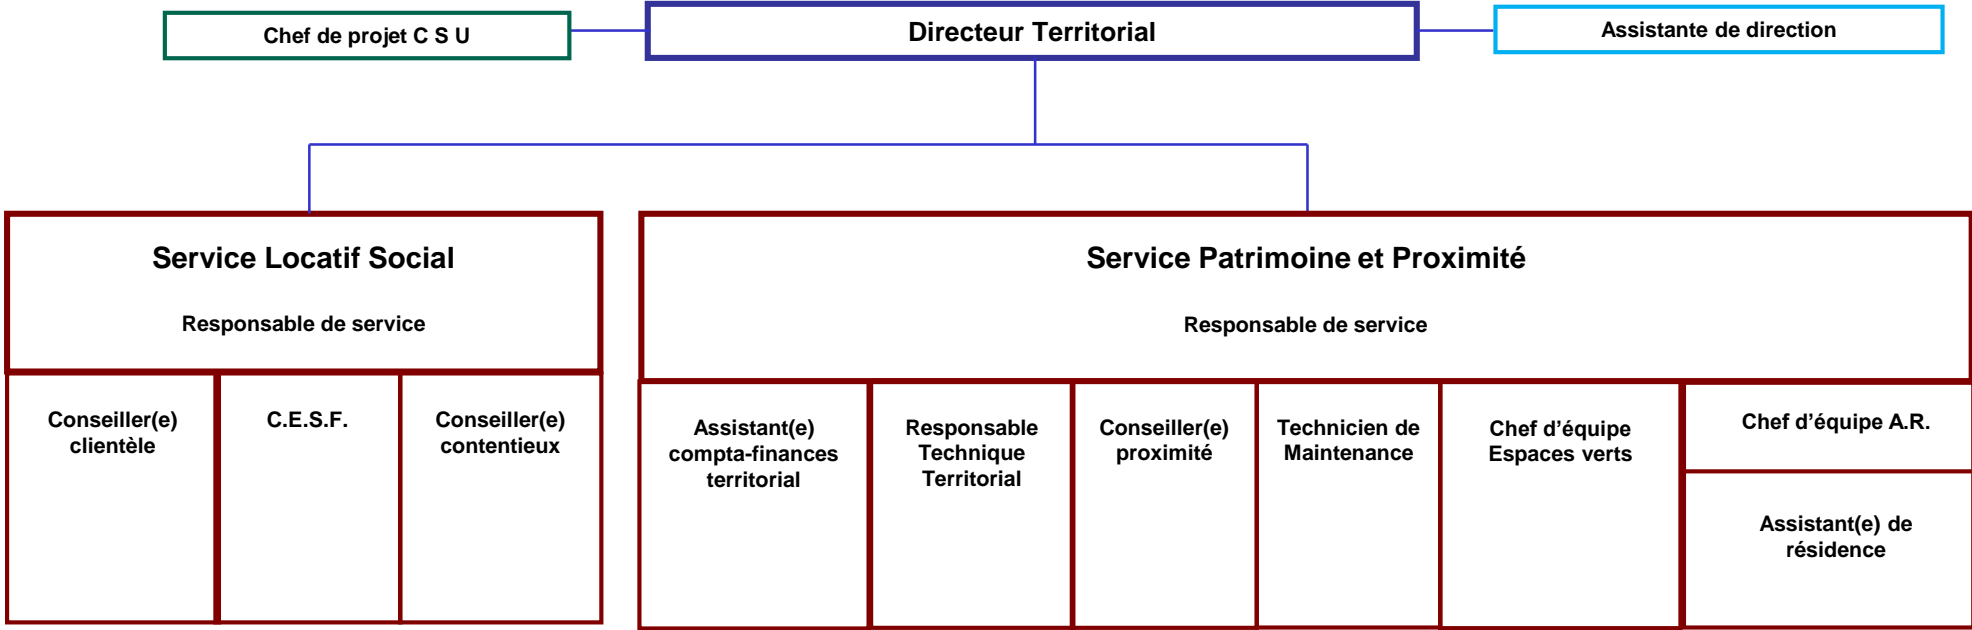 Chef de projet C S U
Directeur Territorial
Assistante de direction
Service Locatif Social
Responsable de service
Service Patrimoine et Proximité
Responsable de service
Conseiller(e)
clientèle
C.E.S.F.
Conseiller(e)
contentieux
Assistant(e)
compta-finances
territorial
Responsable
Technique
Territorial
Conseiller(e)
proximité
Technicien de
Maintenance
Chef d’équipe
Espaces verts
Chef d’équipe A.R.
Assistant(e) de
résidence